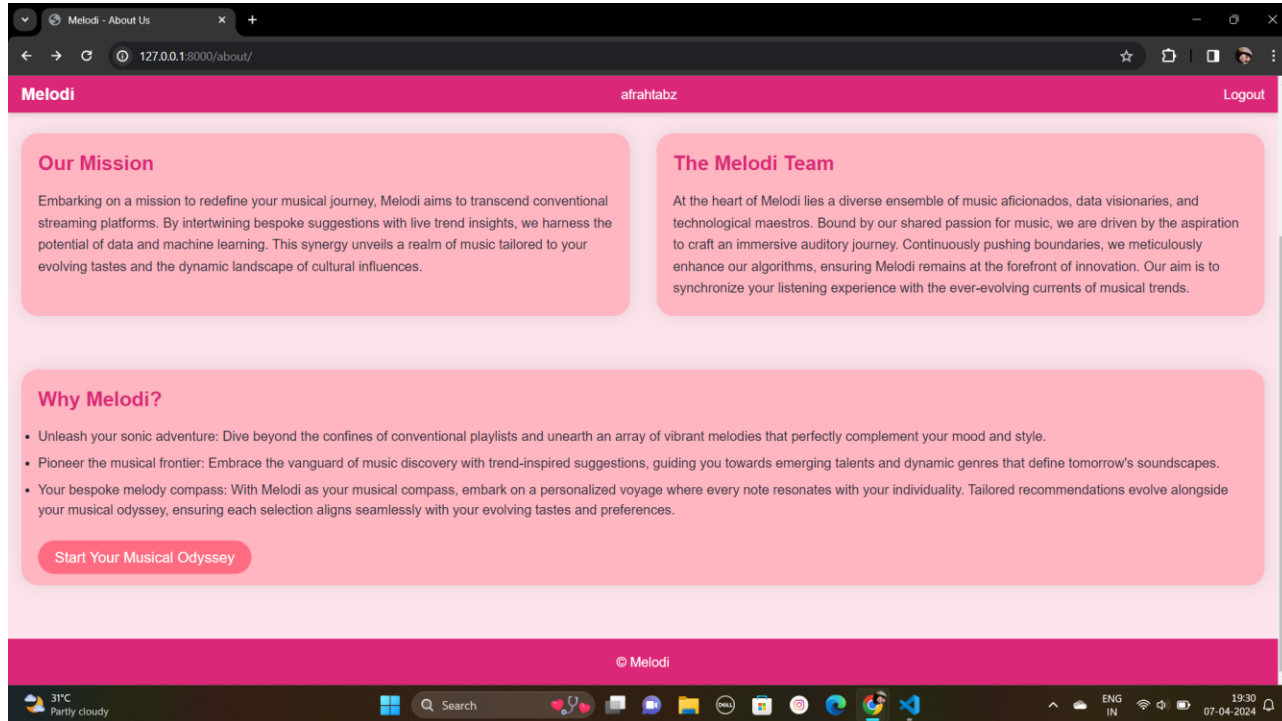 Melodi - About Us
127.0.0.1:8000/about/
Melodi
afrahtabz
Logout
Our Mission
Embarking on a mission to redefine your musical journey, Melodi aims to transcend conventional
streaming platforms. By intertwining bespoke suggestions with live trend insights, we harness the
potential of data and machine learning. This synergy unveils a realm of music tailored to your
evolving tastes and the dynamic landscape of cultural influences.
The Melodi Team
At the heart of Melodi lies a diverse ensemble of music aficionados, data visionaries, and
technological maestros. Bound by our shared passion for music, we are driven by the aspiration
to craft an immersive auditory journey. Continuously pushing boundaries, we meticulously
enhance our algorithms, ensuring Melodi remains at the forefront of innovation. Our aim is to
synchronize your listening experience with the ever-evolving currents of musical trends.
Why Melodi?
• Unleash your sonic adventure: Dive beyond the confines of conventional playlists and unearth an array of vibrant melodies that perfectly complement your mood and style.
• Pioneer the musical frontier: Embrace the vanguard of music discovery with trend-inspired suggestions, guiding you towards emerging talents and dynamic genres that define tomorrow's soundscapes.
• Your bespoke melody compass: With Melodi as your musical compass, embark on a personalized voyage where every note resonates with your individuality. Tailored recommendations evolve alongside
your musical odyssey, ensuring each selection aligns seamlessly with your evolving tastes and preferences.
Start Your Musical Odyssey
© Melodi
31°C
Partly cloudy
Search
DELL
ENG
IN
19:30
07-04-2024